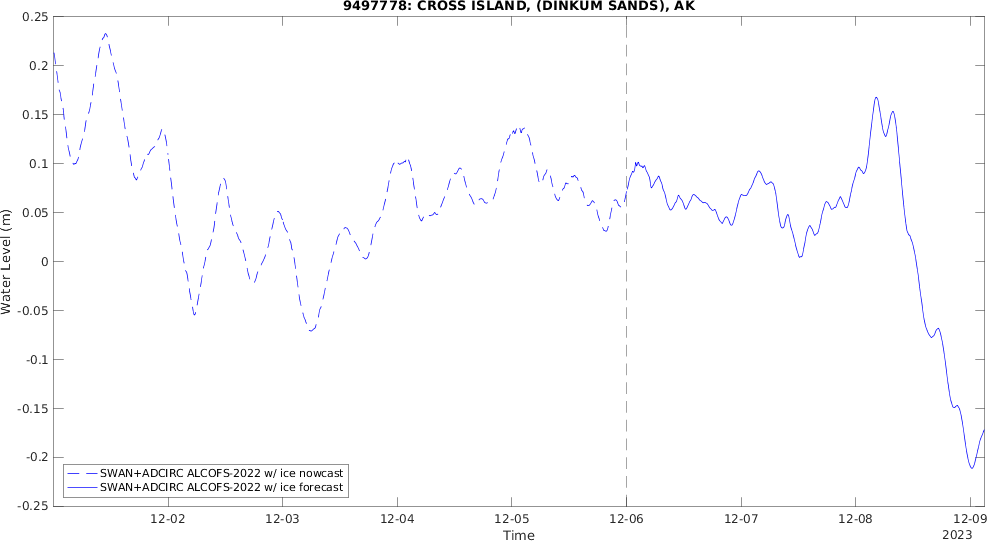 9497778: CROSS ISLAND, (DINKUM SANDS), AK
0.25
0.2
0.15
0.1
0.05
0
-0.05
-0.1
-0.15
-0.2
-0.25
Water Level (m)
SWAN+ADCIRC ALCOFS-2022 w/ ice nowcast
SWAN+ADCIRC ALCOFS-2022 w/ ice forecast
12-02 12-03 12-04 12-05 12-06 12-07 12-08 12-09
Time
2023